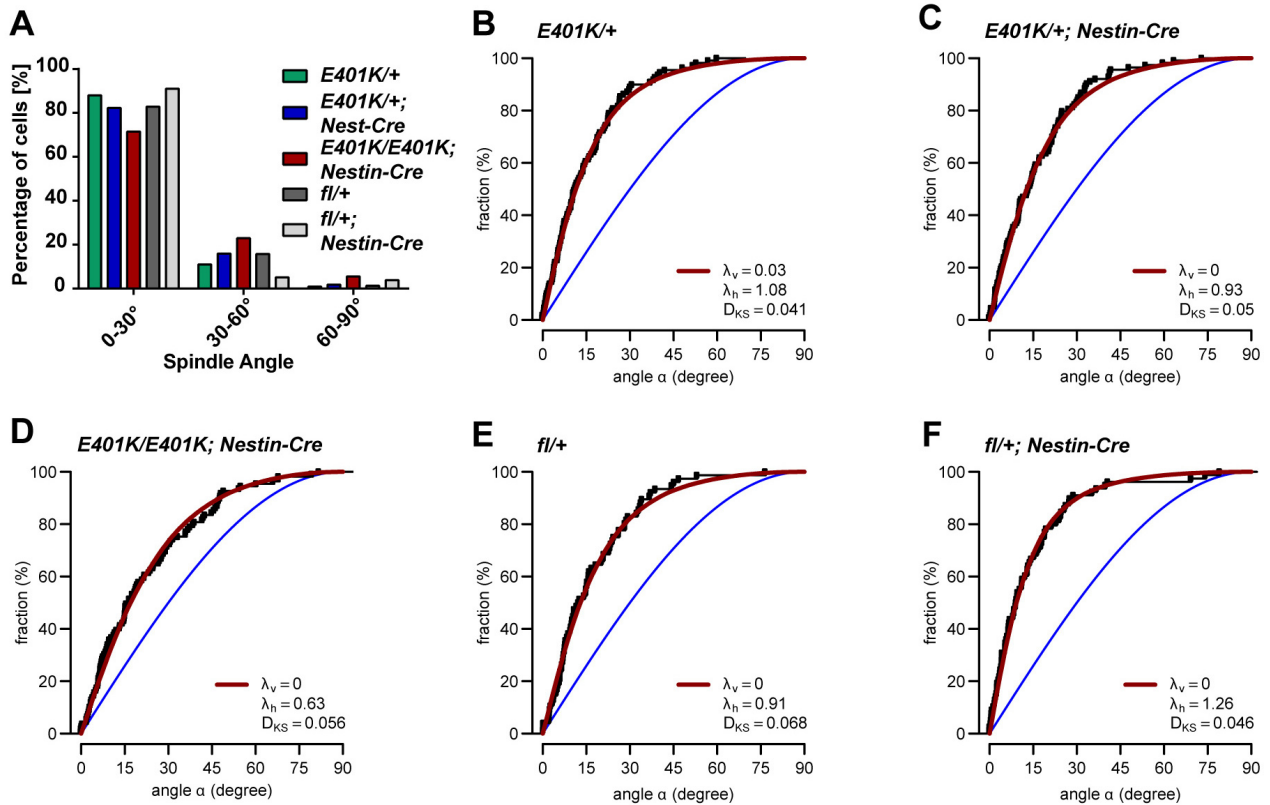 A
Percentage of cells [%]
100
80
60
40
20
0
0-30°
30-60°
60-90°
Spindle Angle
E401K/+
E401K/+;
Nest-Cre
E401K/E401K;
Nestin-Cre
fl/+
fl/+;
Nestin-Cre
B
E401K/+
fraction (%)
100
80
60
40
20
0
λv = 0.03
λh = 1.08
DKS = 0.041
0 15 30 45 60 75 90
angle α (degree)
C
E401K/+; Nestin-Cre
fraction (%)
100
80
60
40
20
0
λv = 0
λh = 0.93
DKS = 0.05
0 15 30 45 60 75 90
angle α (degree)
D
E401K/E401K; Nestin-Cre
fraction (%)
100
80
60
40
20
0
λv = 0
λh = 0.63
DKS = 0.056
0 15 30 45 60 75 90
angle α (degree)
E
fl/+
fraction (%)
100
80
60
40
20
0
λv = 0
λh = 0.91
DKS = 0.068
0 15 30 45 60 75 90
angle α (degree)
F
fl/+; Nestin-Cre
fraction (%)
100
80
60
40
20
0
λv = 0
λh = 1.26
DKS = 0.046
0 15 30 45 60 75 90
angle α (degree)